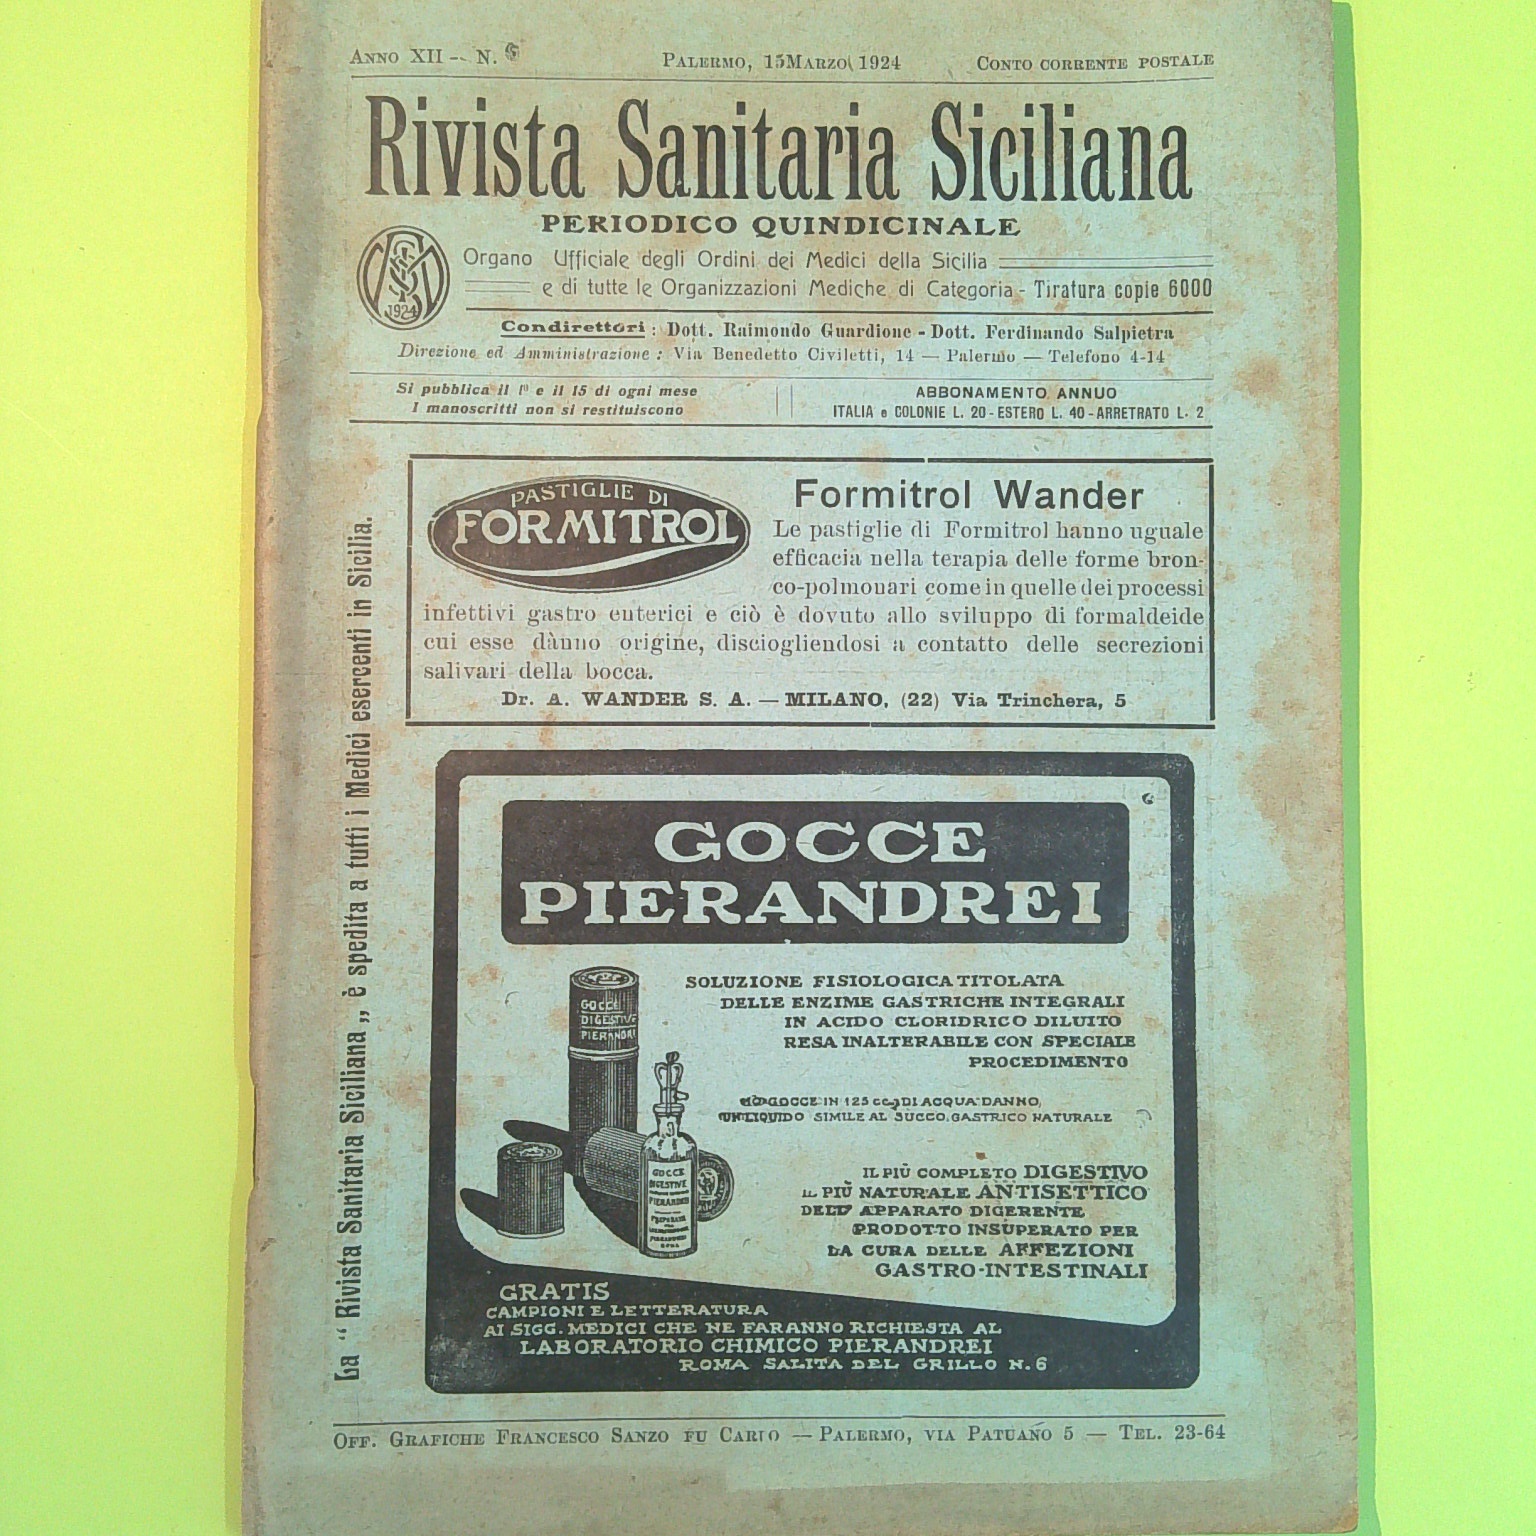 Anno XII - N. 6
Palermo, 15 Marzo 1924
Conto corrente postale
Rivista Sanitaria Siciliana
PERIODICO QUINDICINALE
1924
Organo Ufficiale degli Ordini dei Medici della Sicilia
e di tutte le Organizzazioni Mediche di Categoria - Tiratura copie 6000
Condirettori : Dott. Raimondo Guardione - Dott. Ferdinando Salpietra
Direzione ed Amministrazione : Via Benedetto Civiletti, 14 — Palermo — Telefono 4-14
Si pubblica il 1º e il 15 di ogni mese
I manoscritti non si restituiscono
ABBONAMENTO ANNUO
ITALIA e COLONIE L. 20 - ESTERO L. 40 - ARRETRATO L. 2
La “ Rivista Sanitaria Siciliana „ è spedita a tutti i Medici esercenti in Sicilia.
PASTIGLIE DI
FORMITROL
Formitrol Wander
Le pastiglie di Formitrol hanno uguale
efficacia nella terapia delle forme bron-
co-polmonari come in quelle dei processi
infettivi gastro enterici e ciò è dovuto allo sviluppo di formaldeide
cui esse dànno origine, disciogliendosi a contatto delle secrezioni
salivari della bocca.
Dr. A. WANDER S. A. — MILANO, (22) Via Trinchera, 5
GOCCE
PIERANDREI
SOLUZIONE FISIOLOGICA TITOLATA
DELLE ENZIME GASTRICHE INTEGRALI
IN ACIDO CLORIDRICO DILUITO
RESA INALTERABILE CON SPECIALE
PROCEDIMENTO
GOCCE IN 125 cc. DI ACQUA DANNO,
UN LIQUIDO SIMILE AL SUCCO GASTRICO NATURALE
GOCCE
DIGESTIVE
PIERANDREI
GOCCE
DIGESTIVE
PIERANDREI
IL PIÙ COMPLETO DIGESTIVO
IL PIÙ NATURALE ANTISETTICO
DELL' APPARATO DIGERENTE
PRODOTTO INSUPERATO PER
LA CURA DELLE AFFEZIONI
GASTRO-INTESTINALI
GRATIS
CAMPIONI E LETTERATURA
AI SIGG. MEDICI CHE NE FARANNO RICHIESTA AL
LABORATORIO CHIMICO PIERANDREI
ROMA SALITA DEL GRILLO N. 6
Off. Grafiche Francesco Sanzo fu Carlo — Palermo, via Patuano 5 — Tel. 23-64